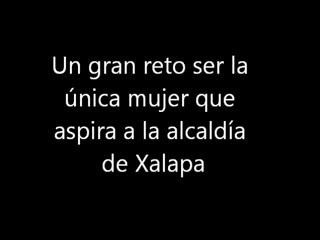 Un gran reto ser la
única mujer que
aspira a la alcaldía
de Xalapa